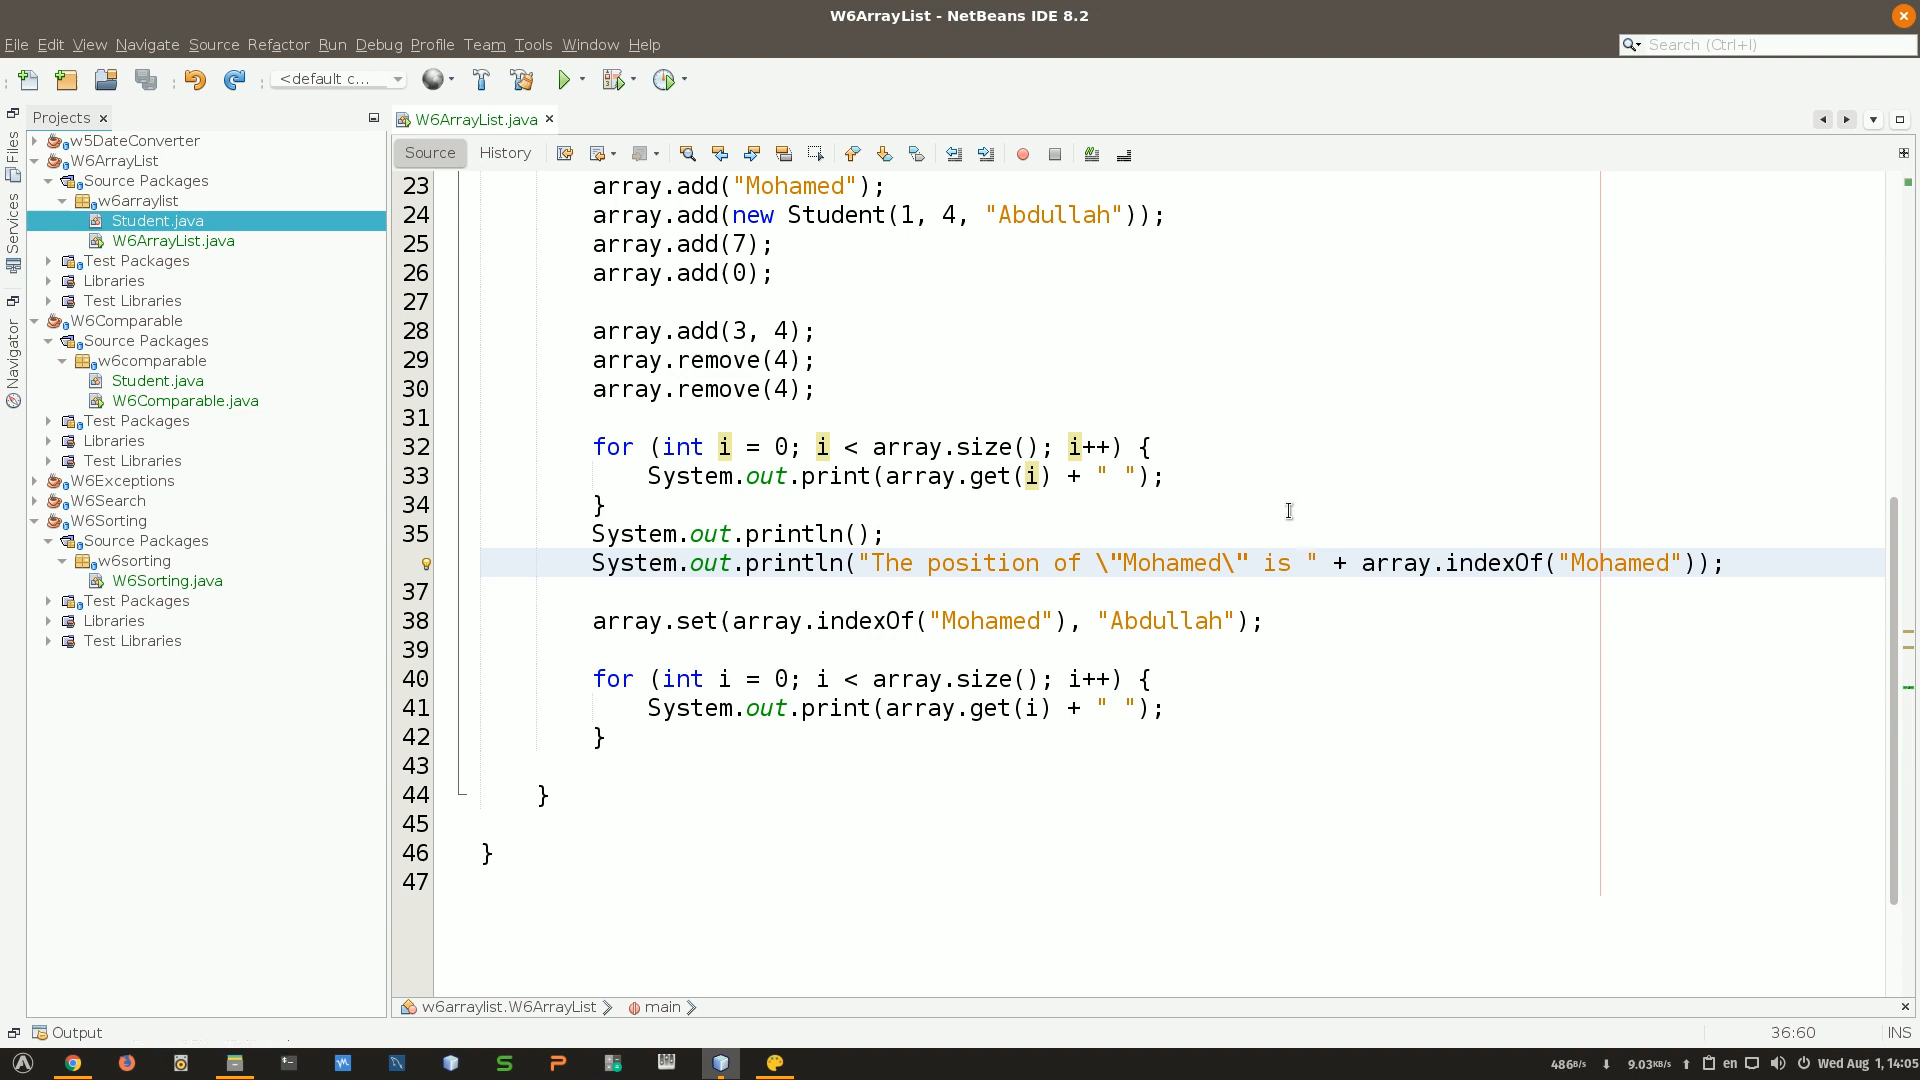 W6ArrayList - NetBeans IDE 8.2
File Edit View Navigate Source Refactor Run Debug Profile Team Tools Window Help
Search (Ctrl+I)
<default c...
Projects
W6ArrayList.java
Source History
Files
Services
Navigator
w5DateConverter
W6ArrayList
Source Packages
w6arraylist
Student.java
W6ArrayList.java
Test Packages
Libraries
Test Libraries
W6Comparable
Source Packages
w6comparable
Student.java
W6Comparable.java
Test Packages
Libraries
Test Libraries
W6Exceptions
W6Search
W6Sorting
Source Packages
w6sorting
W6Sorting.java
Test Packages
Libraries
Test Libraries
23 array.add("Mohamed");
24 array.add(new Student(1, 4, "Abdullah"));
25 array.add(7);
26 array.add(0);
27
28 array.add(3, 4);
29 array.remove(4);
30 array.remove(4);
31
32 for (int i = 0; i < array.size(); i++) {
33 System.out.print(array.get(i) + " ");
34 }
35 System.out.println();
System.out.println("The position of \"Mohamed\" is " + array.indexOf("Mohamed"));
37
38 array.set(array.indexOf("Mohamed"), "Abdullah");
39
40 for (int i = 0; i < array.size(); i++) {
41 System.out.print(array.get(i) + " ");
42 }
43
44 }
45
46 }
47
w6arraylist.W6ArrayList main
Output
36:60 INS
486B/s 9.03KB/s en Wed Aug 1, 14:05